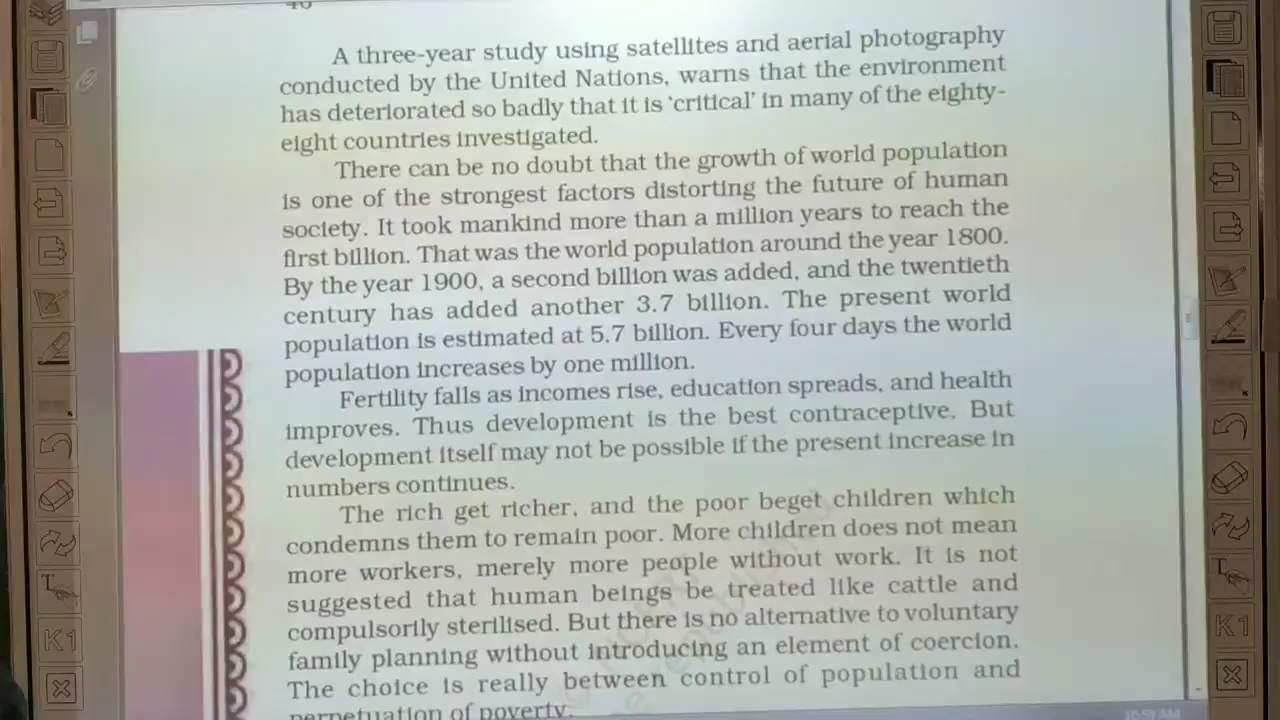 A three-year study using satellites and aerial photography
conducted by the United Nations, warns that the environment
has deteriorated so badly that it is ‘critical’ in many of the eighty-
eight countries investigated.
There can be no doubt that the growth of world population
is one of the strongest factors distorting the future of human
society. It took mankind more than a million years to reach the
first billion. That was the world population around the year 1800.
By the year 1900, a second billion was added, and the twentieth
century has added another 3.7 billion. The present world
population is estimated at 5.7 billion. Every four days the world
population increases by one million.
Fertility falls as incomes rise, education spreads, and health
improves. Thus development is the best contraceptive. But
development itself may not be possible if the present increase in
numbers continues.
The rich get richer, and the poor beget children which
condemns them to remain poor. More children does not mean
more workers, merely more people without work. It is not
suggested that human beings be treated like cattle and
compulsorily sterilised. But there is no alternative to voluntary
family planning without introducing an element of coercion.
The choice is really between control of population and
perpetuation of poverty.
K1
K1